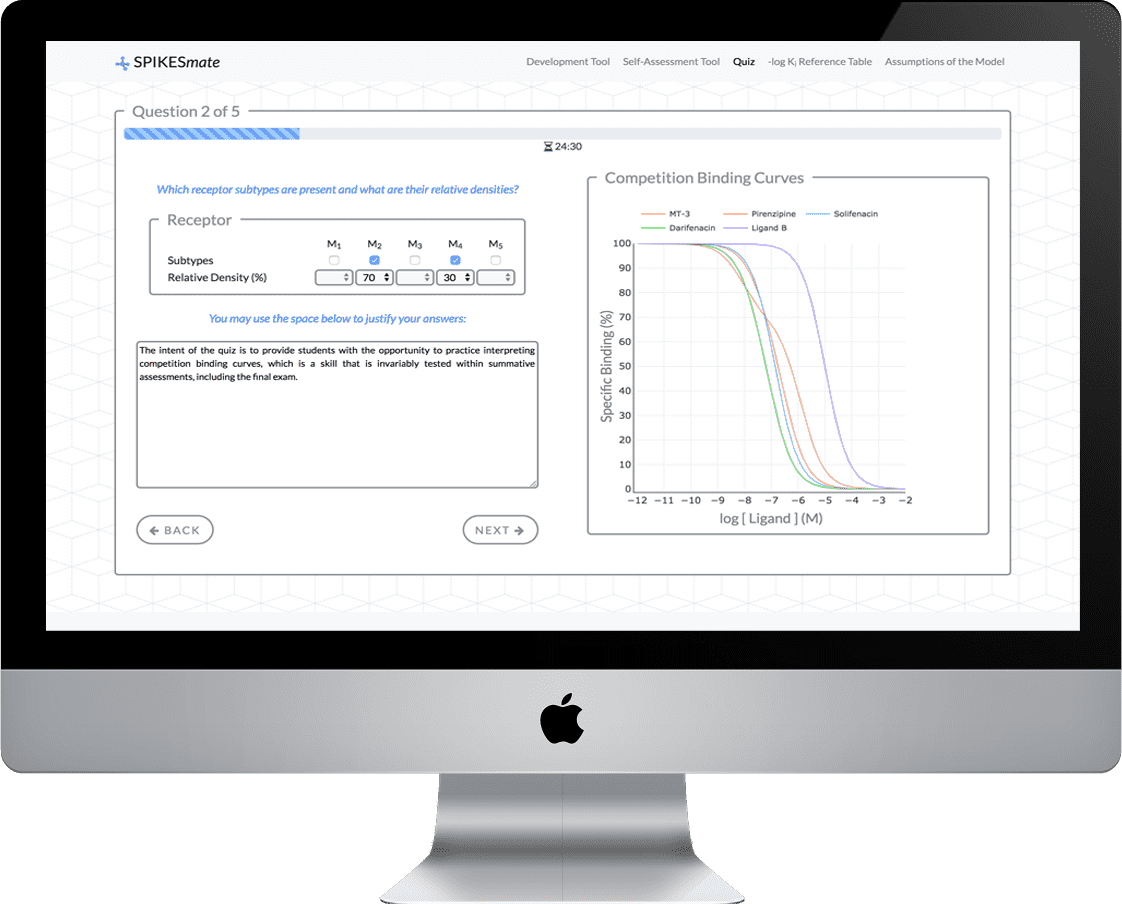 SPIKESmate
Development Tool Self-Assessment Tool Quiz -log Kᵢ Reference Table Assumptions of the Model
Question 2 of 5
24:30
Which receptor subtypes are present and what are their relative densities?
Receptor
M₁ M₂ M₃ M₄ M₅
Subtypes
Relative Density (%) 70 30
You may use the space below to justify your answers:
The intent of the quiz is to provide students with the opportunity to practice interpreting
competition binding curves, which is a skill that is invariably tested within summative
assessments, including the final exam.
← BACK
NEXT →
Competition Binding Curves
MT-3 Pirenzipine Solifenacin
Darifenacin Ligand B
100
90
80
70
60
50
40
30
20
10
0
Specific Binding (%)
−12 −11 −10 −9 −8 −7 −6 −5 −4 −3 −2
log [ Ligand ] (M)